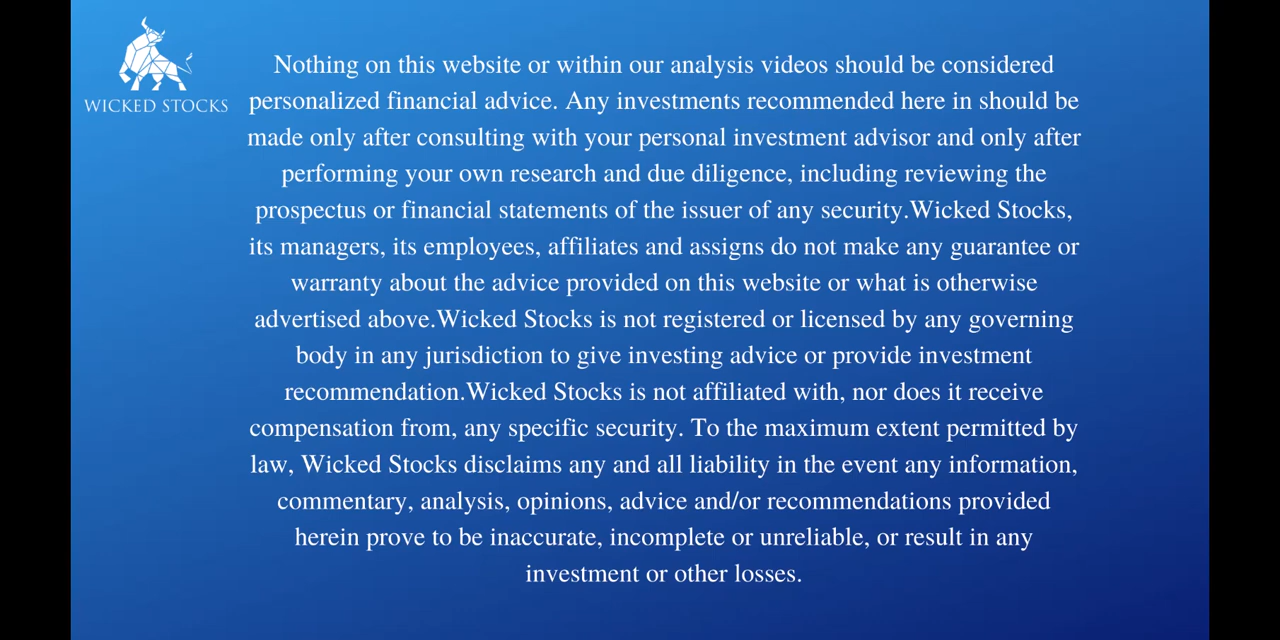 WICKED STOCKS
Nothing on this website or within our analysis videos should be considered
personalized financial advice. Any investments recommended here in should be
made only after consulting with your personal investment advisor and only after
performing your own research and due diligence, including reviewing the
prospectus or financial statements of the issuer of any security.Wicked Stocks,
its managers, its employees, affiliates and assigns do not make any guarantee or
warranty about the advice provided on this website or what is otherwise
advertised above.Wicked Stocks is not registered or licensed by any governing
body in any jurisdiction to give investing advice or provide investment
recommendation.Wicked Stocks is not affiliated with, nor does it receive
compensation from, any specific security. To the maximum extent permitted by
law, Wicked Stocks disclaims any and all liability in the event any information,
commentary, analysis, opinions, advice and/or recommendations provided
herein prove to be inaccurate, incomplete or unreliable, or result in any
investment or other losses.